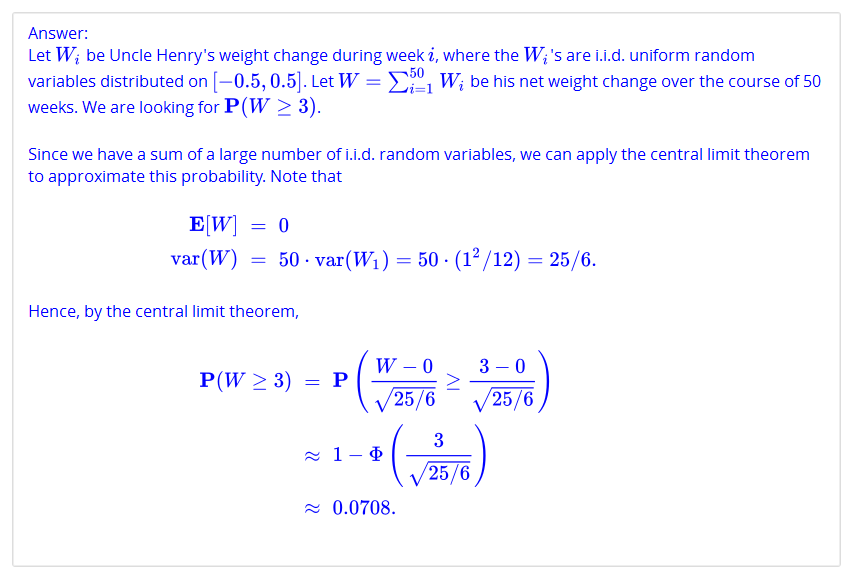 Answer:
Let W_i be Uncle Henry's weight change during week i, where the W_i's are i.i.d. uniform random
variables distributed on [−0.5, 0.5]. Let W = ∑_{i=1}^{50} W_i be his net weight change over the course of 50
weeks. We are looking for P(W ≥ 3).
Since we have a sum of a large number of i.i.d. random variables, we can apply the central limit theorem
to approximate this probability. Note that
E[W] = 0
var(W) = 50 · var(W_1) = 50 · (1^2/12) = 25/6.
Hence, by the central limit theorem,
P(W ≥ 3) = P((W − 0)/√(25/6) ≥ (3 − 0)/√(25/6))
≈ 1 − Φ(3/√(25/6))
≈ 0.0708.